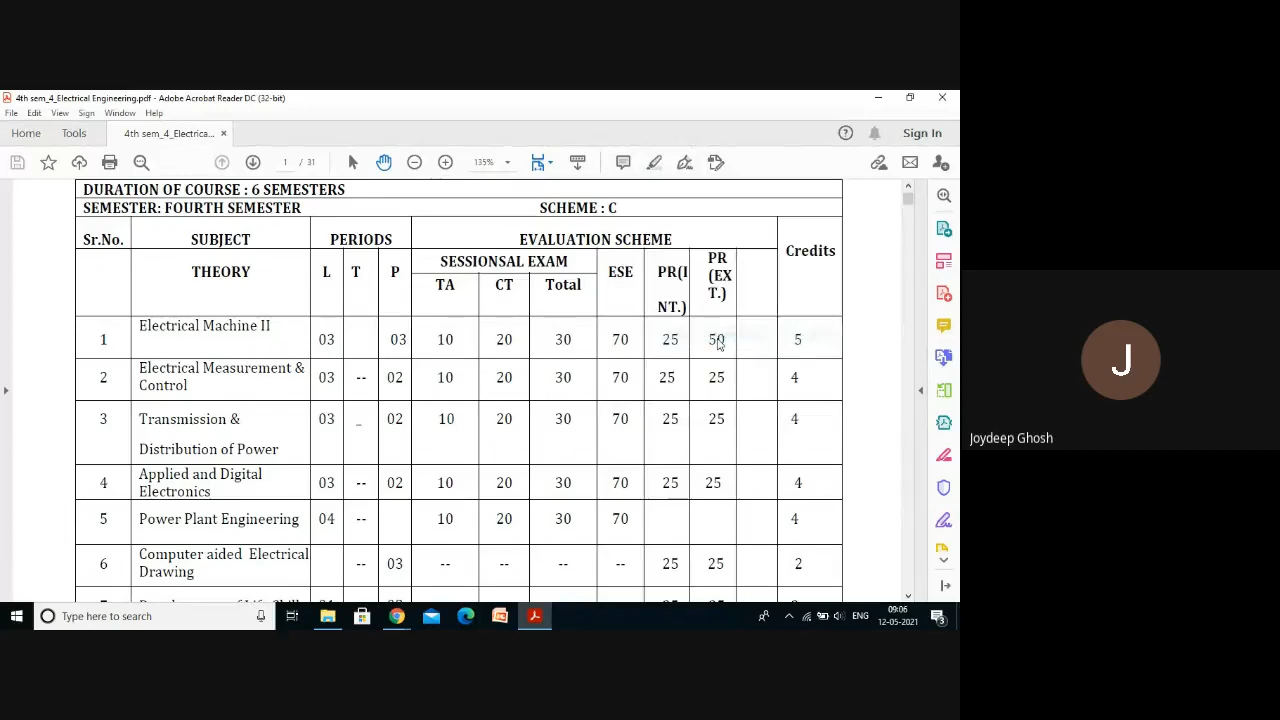 4th sem_4_Electrical Engineering.pdf - Adobe Acrobat Reader DC (32-bit)
File Edit View Sign Window Help
Home Tools 4th sem_4_Electrica... × Sign In
1 / 31 135%
DURATION OF COURSE : 6 SEMESTERS
SEMESTER: FOURTH SEMESTER SCHEME : C
Sr.No. SUBJECT PERIODS EVALUATION SCHEME Credits
THEORY L T P SESSIONSAL EXAM ESE PR(I NT.) PR (EX T.)
TA CT Total
1 Electrical Machine II 03 03 10 20 30 70 25 50 5
2 Electrical Measurement & Control 03 -- 02 10 20 30 70 25 25 4
3 Transmission & Distribution of Power 03 _ 02 10 20 30 70 25 25 4
4 Applied and Digital Electronics 03 -- 02 10 20 30 70 25 25 4
5 Power Plant Engineering 04 -- 10 20 30 70 4
6 Computer aided Electrical Drawing -- 03 -- -- -- -- 25 25 2
J
Joydeep Ghosh
Type here to search
ENG 09:06
12-05-2021
3